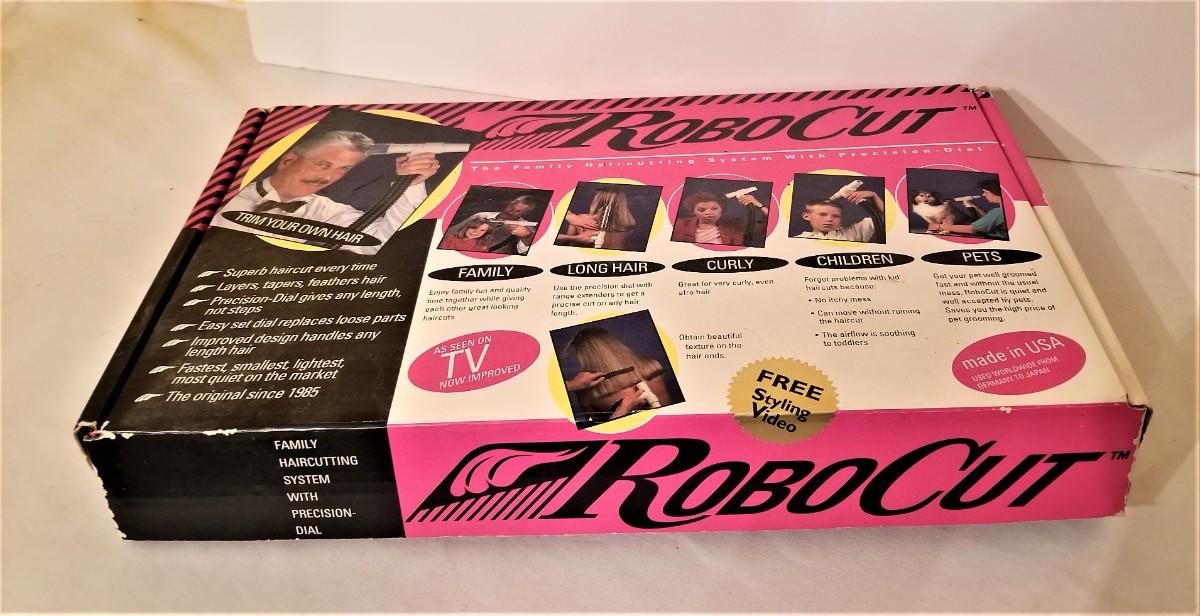 ROBOCUT™
The Family Haircutting System With Precision-Dial
TRIM YOUR OWN HAIR
Superb haircut every time
Layers, tapers, feathers hair
Precision-Dial gives any length,
not steps
Easy set dial replaces loose parts
Improved design handles any
length hair
Fastest, smallest, lightest,
most quiet on the market
The original since 1985
FAMILY
Enjoy family fun and quality
time together while giving
each other great looking
haircuts.
LONG HAIR
Use the precision dial with
range extenders to get a
precise cut on any hair
length.
CURLY
Great for very curly, even
afro hair
CHILDREN
Forget problems with kid
haircuts because:
• No itchy mess
• Can move without ruining
the haircut
• The airflow is soothing
to toddlers
PETS
Get your pet well groomed
fast and without the usual
mess. RoboCut is quiet and
well accepted by pets.
Saves you the high price of
pet grooming.
AS SEEN ON
TV
NOW IMPROVED
Obtain beautiful
texture on the
hair ends.
FREE
Styling
Video
made in USA
USED WORLDWIDE FROM
GERMANY TO JAPAN
FAMILY
HAIRCUTTING
SYSTEM
WITH
PRECISION-
DIAL
ROBOCUT™